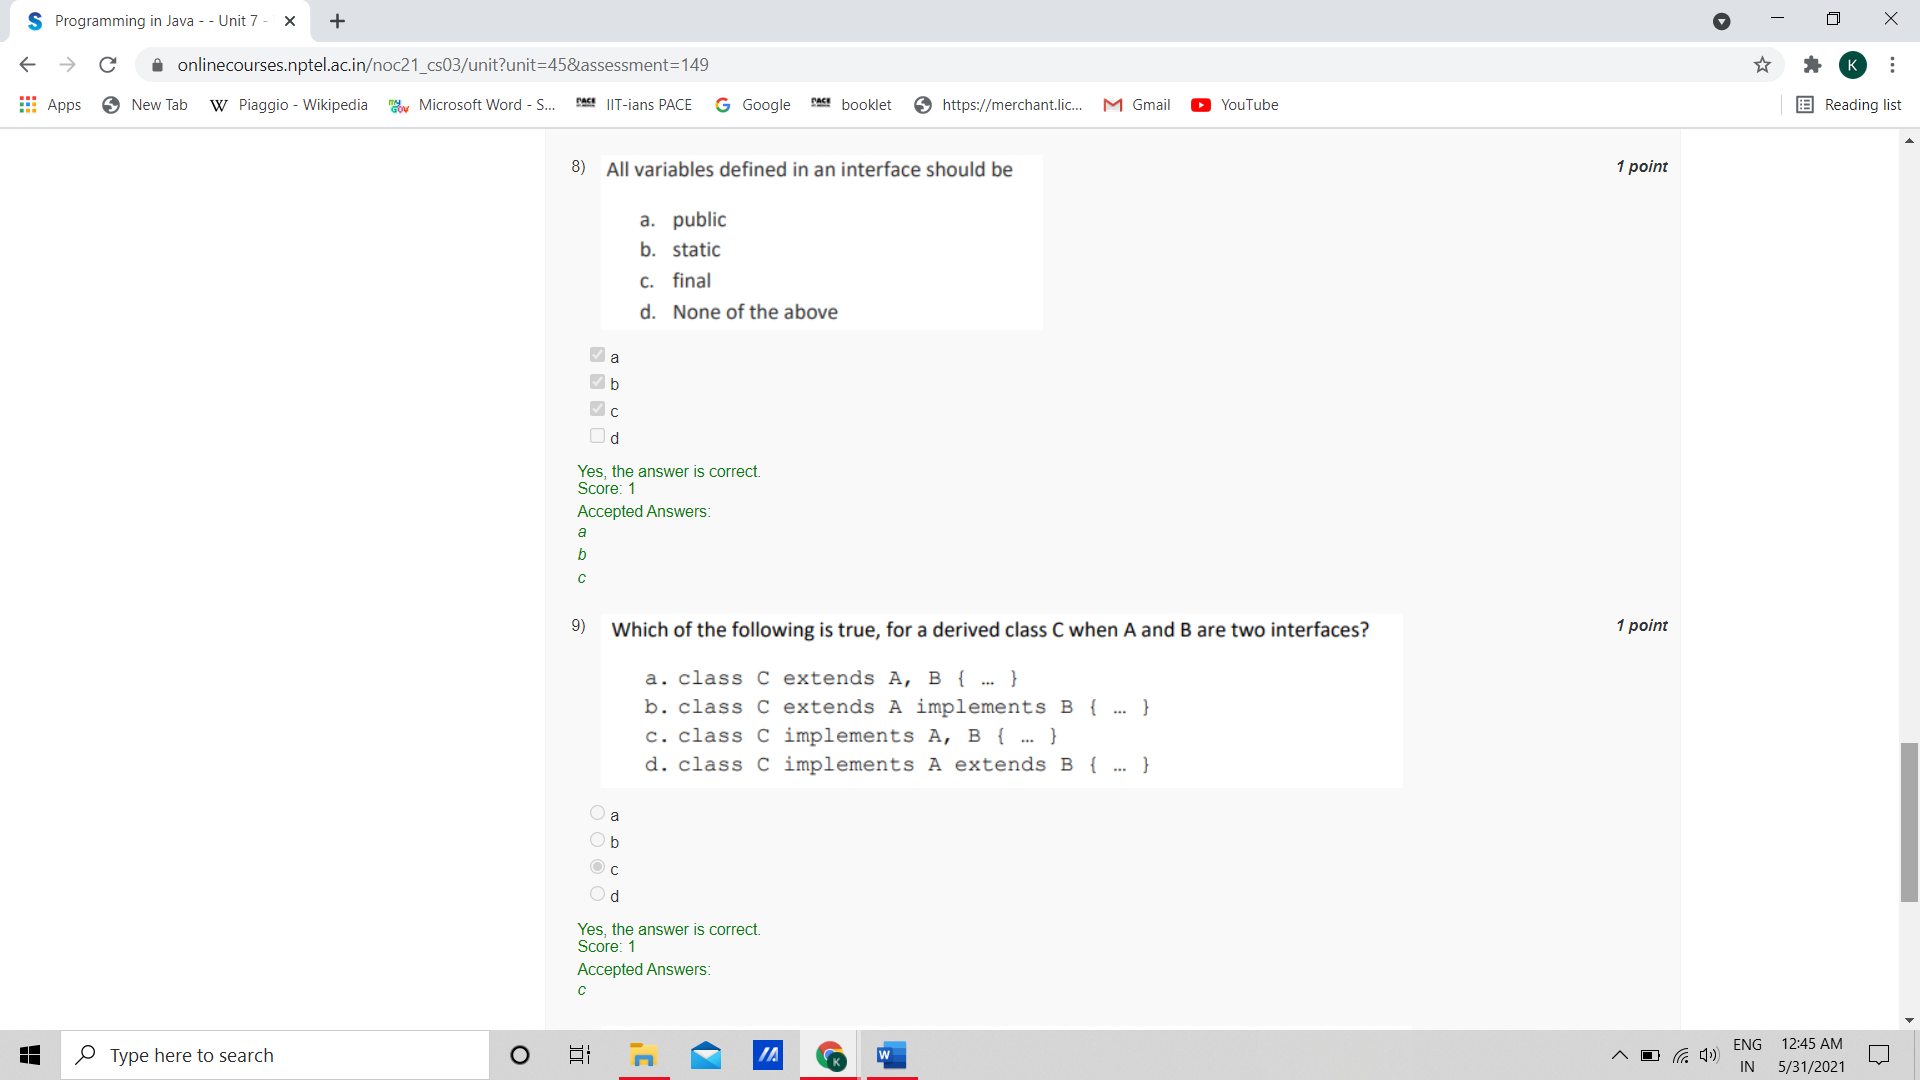 Programming in Java - - Unit 7 -
onlinecourses.nptel.ac.in/noc21_cs03/unit?unit=45&assessment=149
K
Apps
New Tab
W Piaggio - Wikipedia
Microsoft Word - S...
PACE IIT-ians PACE
Google
PACE booklet
https://merchant.lic...
Gmail
YouTube
Reading list
8) All variables defined in an interface should be
1 point
a. public
b. static
c. final
d. None of the above
a
b
c
d
Yes, the answer is correct.
Score: 1
Accepted Answers:
a
b
c
9) Which of the following is true, for a derived class C when A and B are two interfaces?
1 point
a. class C extends A, B { … }
b. class C extends A implements B { … }
c. class C implements A, B { … }
d. class C implements A extends B { … }
a
b
c
d
Yes, the answer is correct.
Score: 1
Accepted Answers:
c
Type here to search
K
W
ENG
IN
12:45 AM
5/31/2021